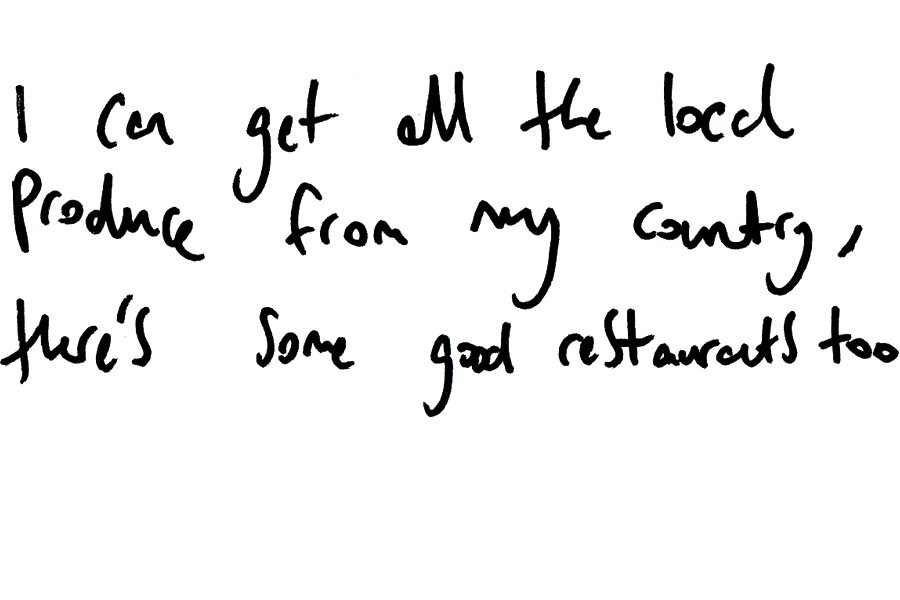 I can get all the local
produce from my country,
there's some good restaurants too